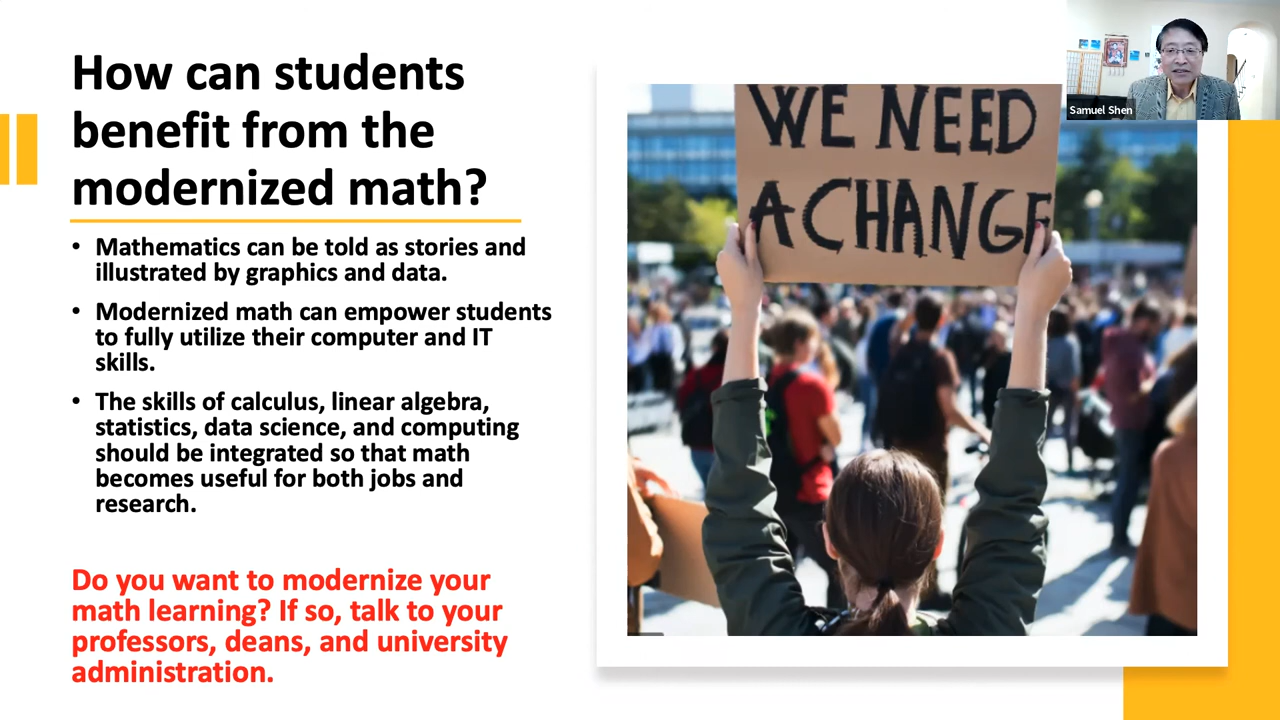 How can students
benefit from the
modernized math?
• Mathematics can be told as stories and
illustrated by graphics and data.
• Modernized math can empower students
to fully utilize their computer and IT
skills.
• The skills of calculus, linear algebra,
statistics, data science, and computing
should be integrated so that math
becomes useful for both jobs and
research.
Do you want to modernize your
math learning? If so, talk to your
professors, deans, and university
administration.
WE NEED
A CHANGE
Samuel Shen